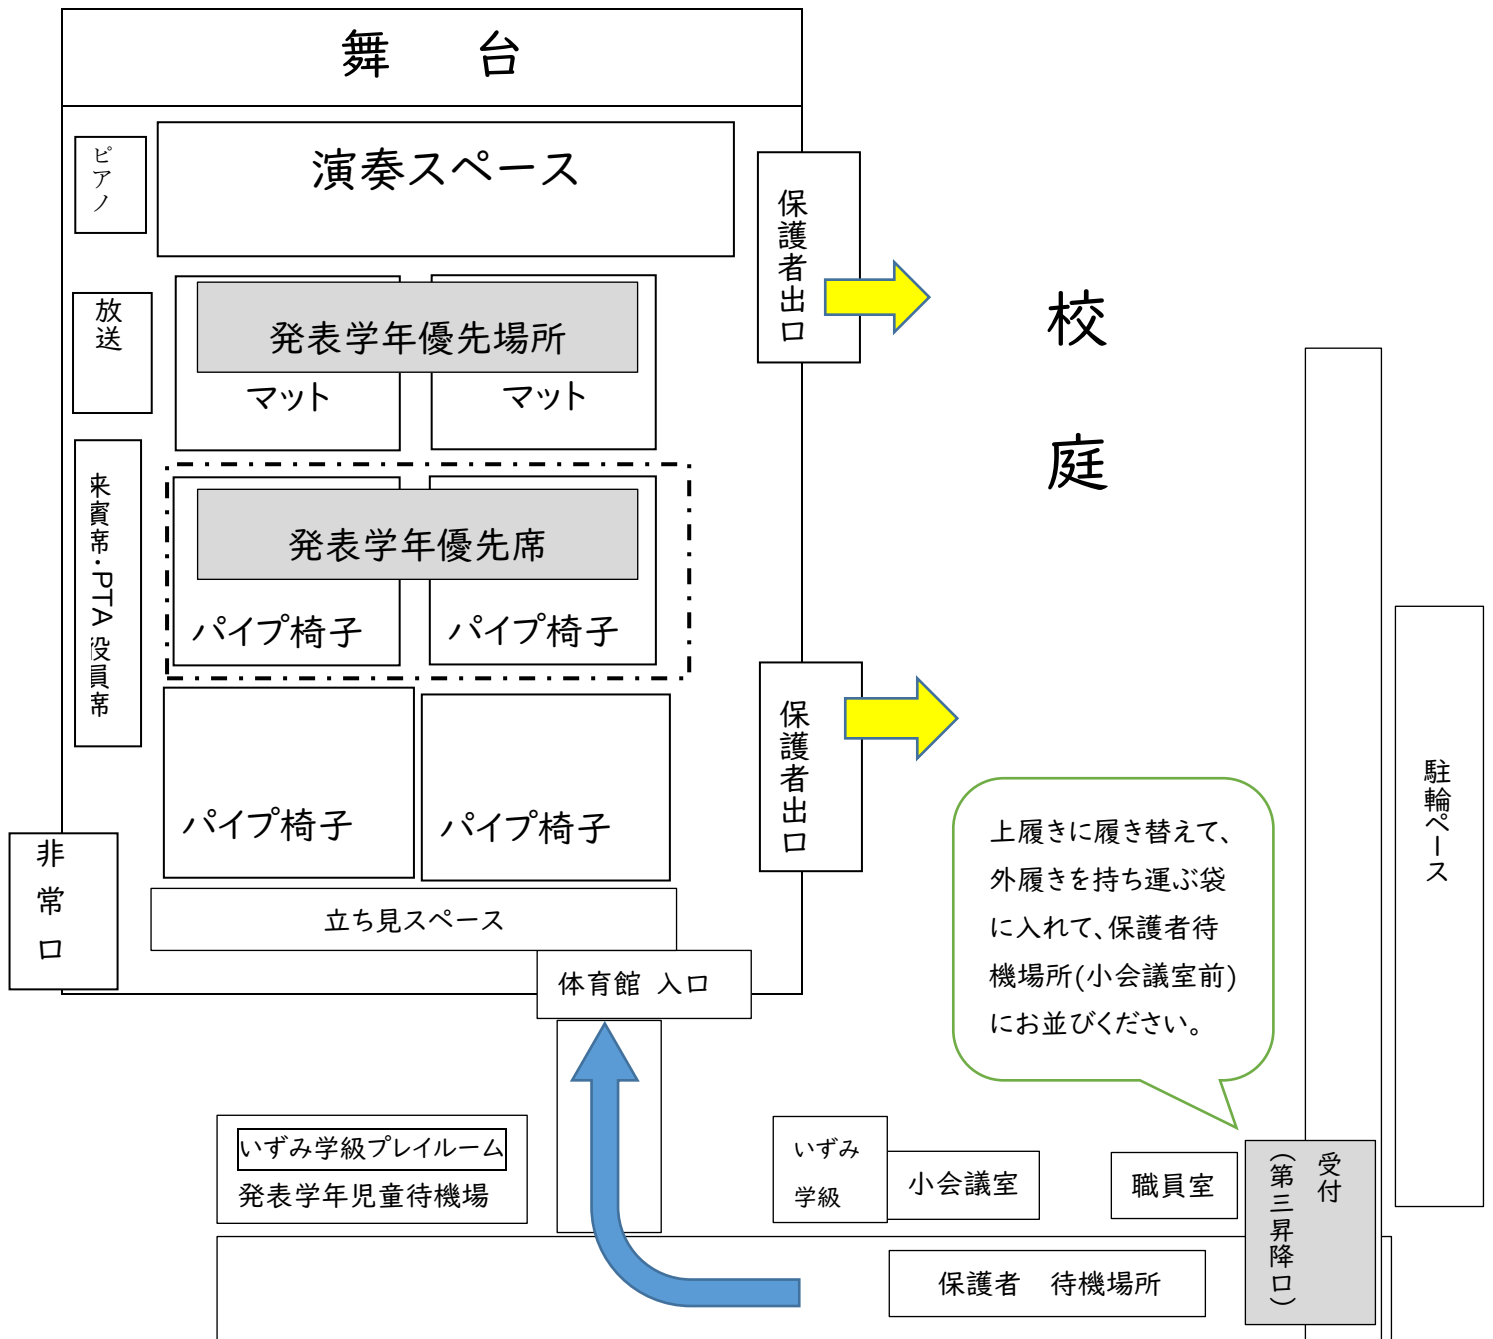 舞　台
演奏スペース
ピアノ
放送
発表学年優先場所
マット
マット
保護者出口
校庭
来賓席・PTA役員席
発表学年優先席
パイプ椅子
パイプ椅子
パイプ椅子
パイプ椅子
保護者出口
非常口
立ち見スペース
体育館 入口
上履きに履き替えて、
外履きを持ち運ぶ袋
に入れて、保護者待
機場所(小会議室前)
にお並びください。
駐輪ペース
いずみ学級プレイルーム
発表学年児童待機場
いずみ
学級
小会議室
職員室
受付
(第三昇降口)
保護者　待機場所